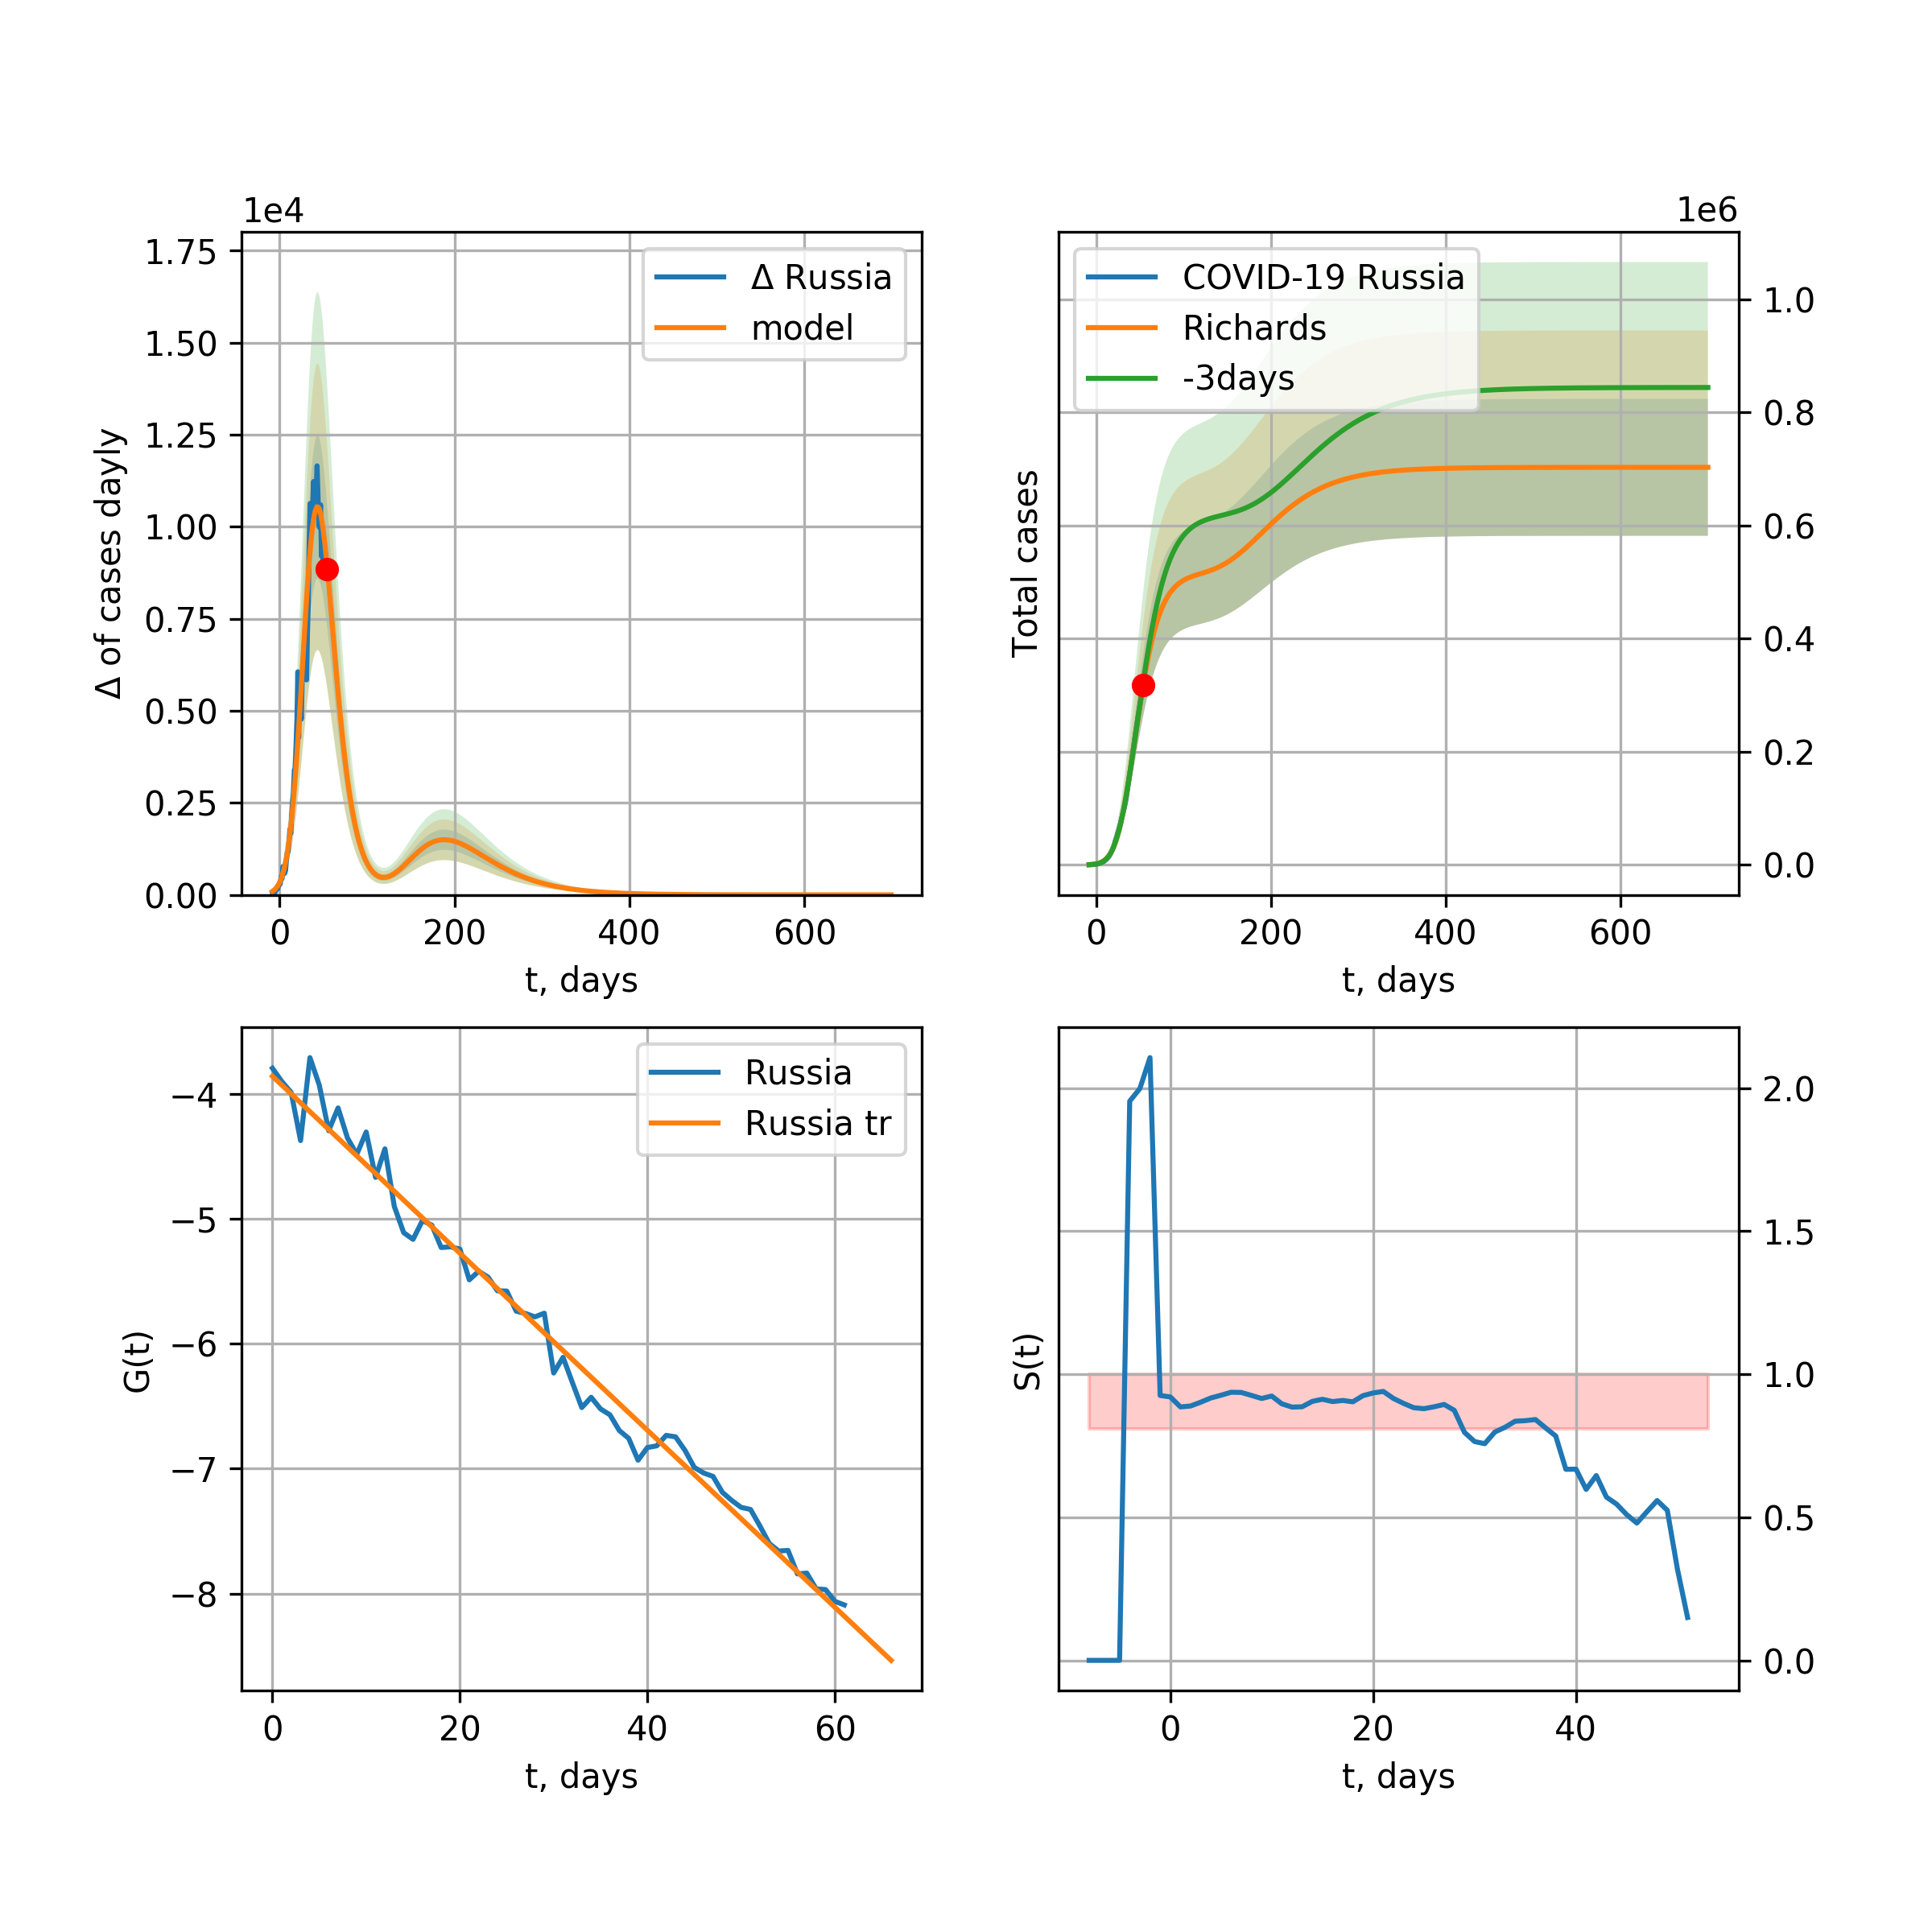 1e4
1.75
1.50
1.25
1.00
0.75
0.50
0.25
0.00
Δ of cases dayly
0 200 400 600
t, days
Δ Russia
model
1e6
COVID-19 Russia
Richards
-3days
Total cases
1.0
0.8
0.6
0.4
0.2
0.0
0 200 400 600
t, days
Russia
Russia tr
G(t)
−4
−5
−6
−7
−8
0 20 40 60
t, days
S(t)
2.0
1.5
1.0
0.5
0.0
0 20 40
t, days